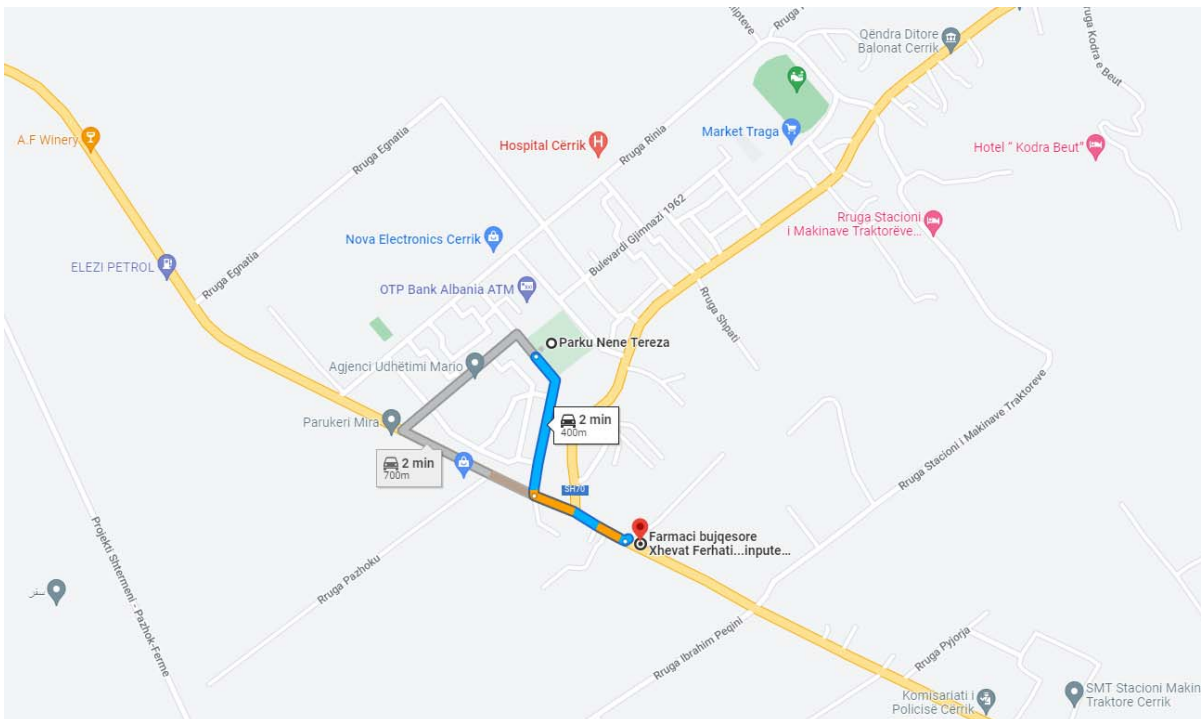 Rruga Kodra e Beut
Qëndra Ditore
Balonat Cerrik
A.F Winery
Rruga Egnatia
Hospital Cërrik
Rruga Rinia
Market Traga
Hotel " Kodra Beut"
Bulevardi Gjimnazi 1962
Rruga Stacioni
i Makinave Traktorëve...
Nova Electronics Cerrik
ELEZI PETROL
Rruga Egnatia
OTP Bank Albania ATM
Rruga Shpati
Parku Nene Tereza
Agjenci Udhëtimi Mario
Parukeri Mira
2 min
400m
2 min
700m
Rruga Stacioni i Makinave Traktoreve
SH70
Farmaci bujqesore
Xhevat Ferhati...inpute...
Projekti Shtermeni - Pazhok-Ferme
Rruga Pazhoku
سفر
Rruga Ibrahim Peqini
Rruga Pyjorja
Komisariati i
Policisë Cërrik
SMT Stacioni Makin
Traktore Cerrik